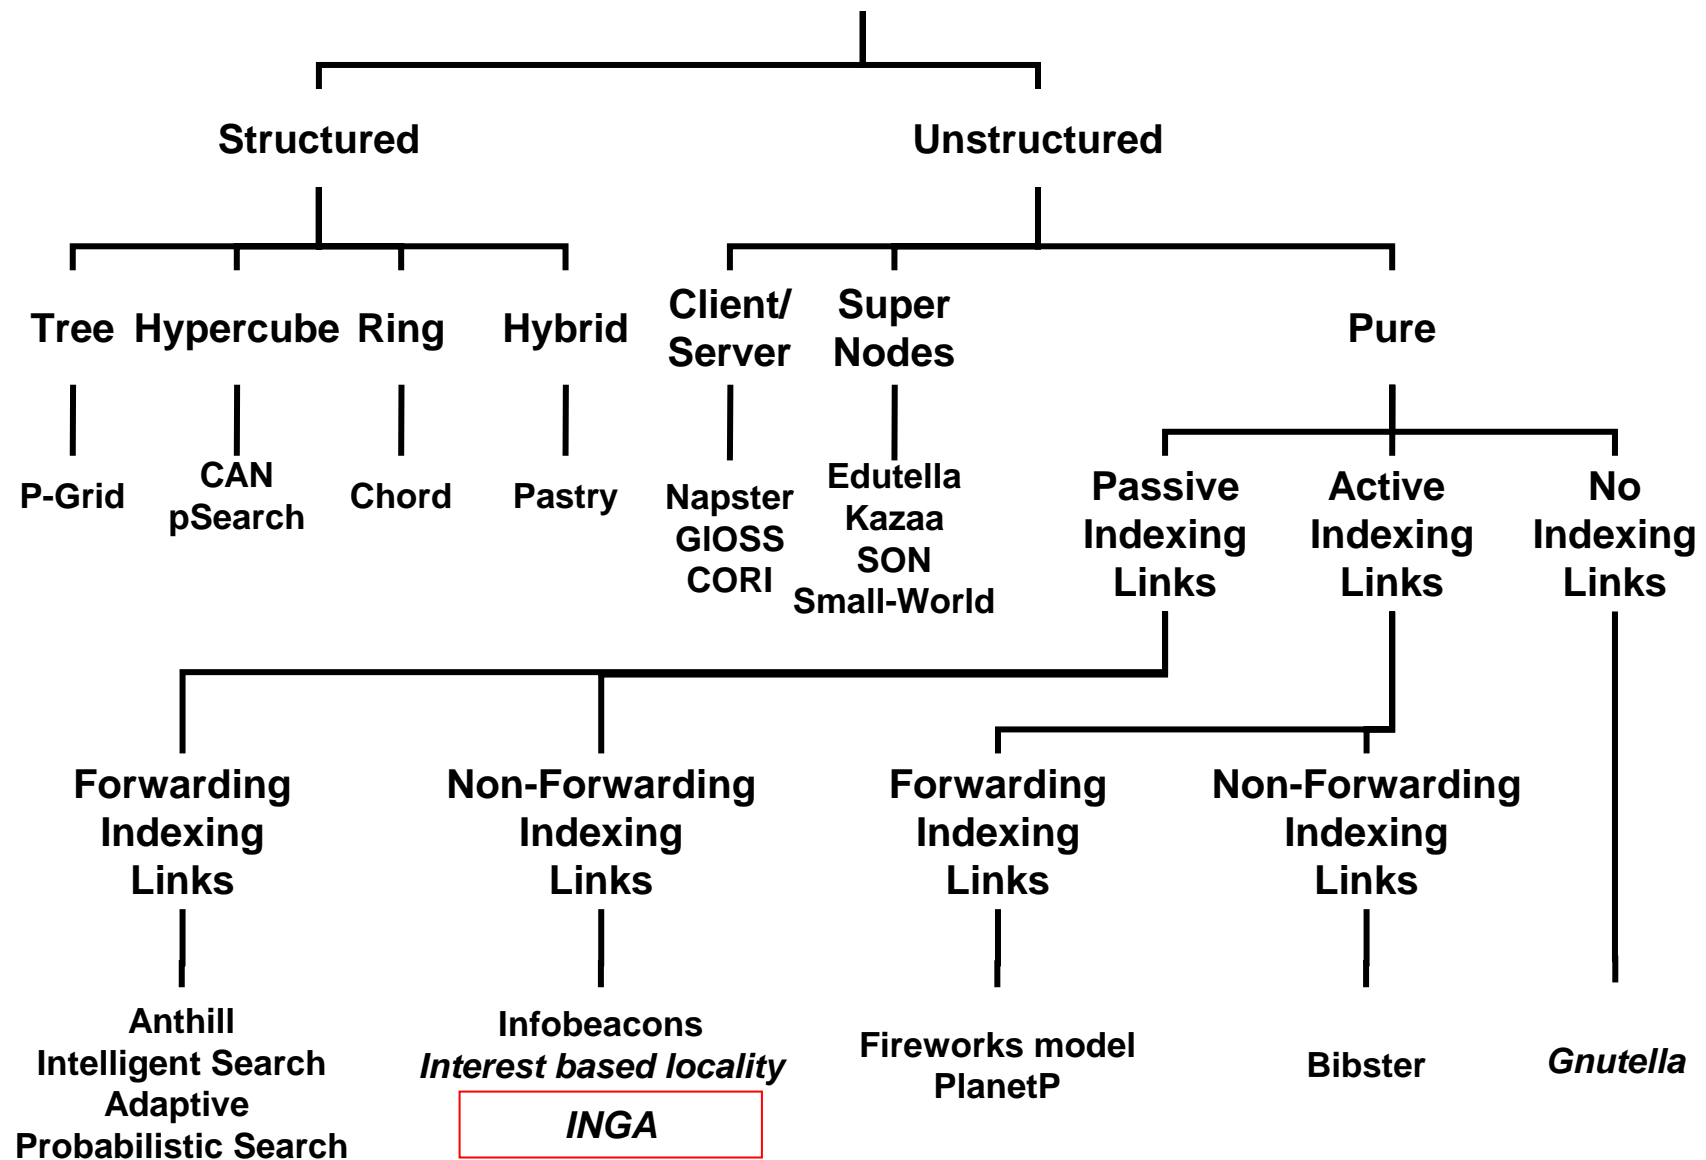 Structured
Unstructured
Tree
Hypercube
Ring
Hybrid
Client/
Server
Super
Nodes
Pure
P-Grid
CAN
pSearch
Chord
Pastry
Napster
GlOSS
CORI
Edutella
Kazaa
SON
Small-World
Passive
Indexing
Links
Active
Indexing
Links
No
Indexing
Links
Forwarding
Indexing
Links
Non-Forwarding
Indexing
Links
Forwarding
Indexing
Links
Non-Forwarding
Indexing
Links
Anthill
Intelligent Search
Adaptive
Probabilistic Search
Infobeacons
Interest based locality
INGA
Fireworks model
PlanetP
Bibster
Gnutella